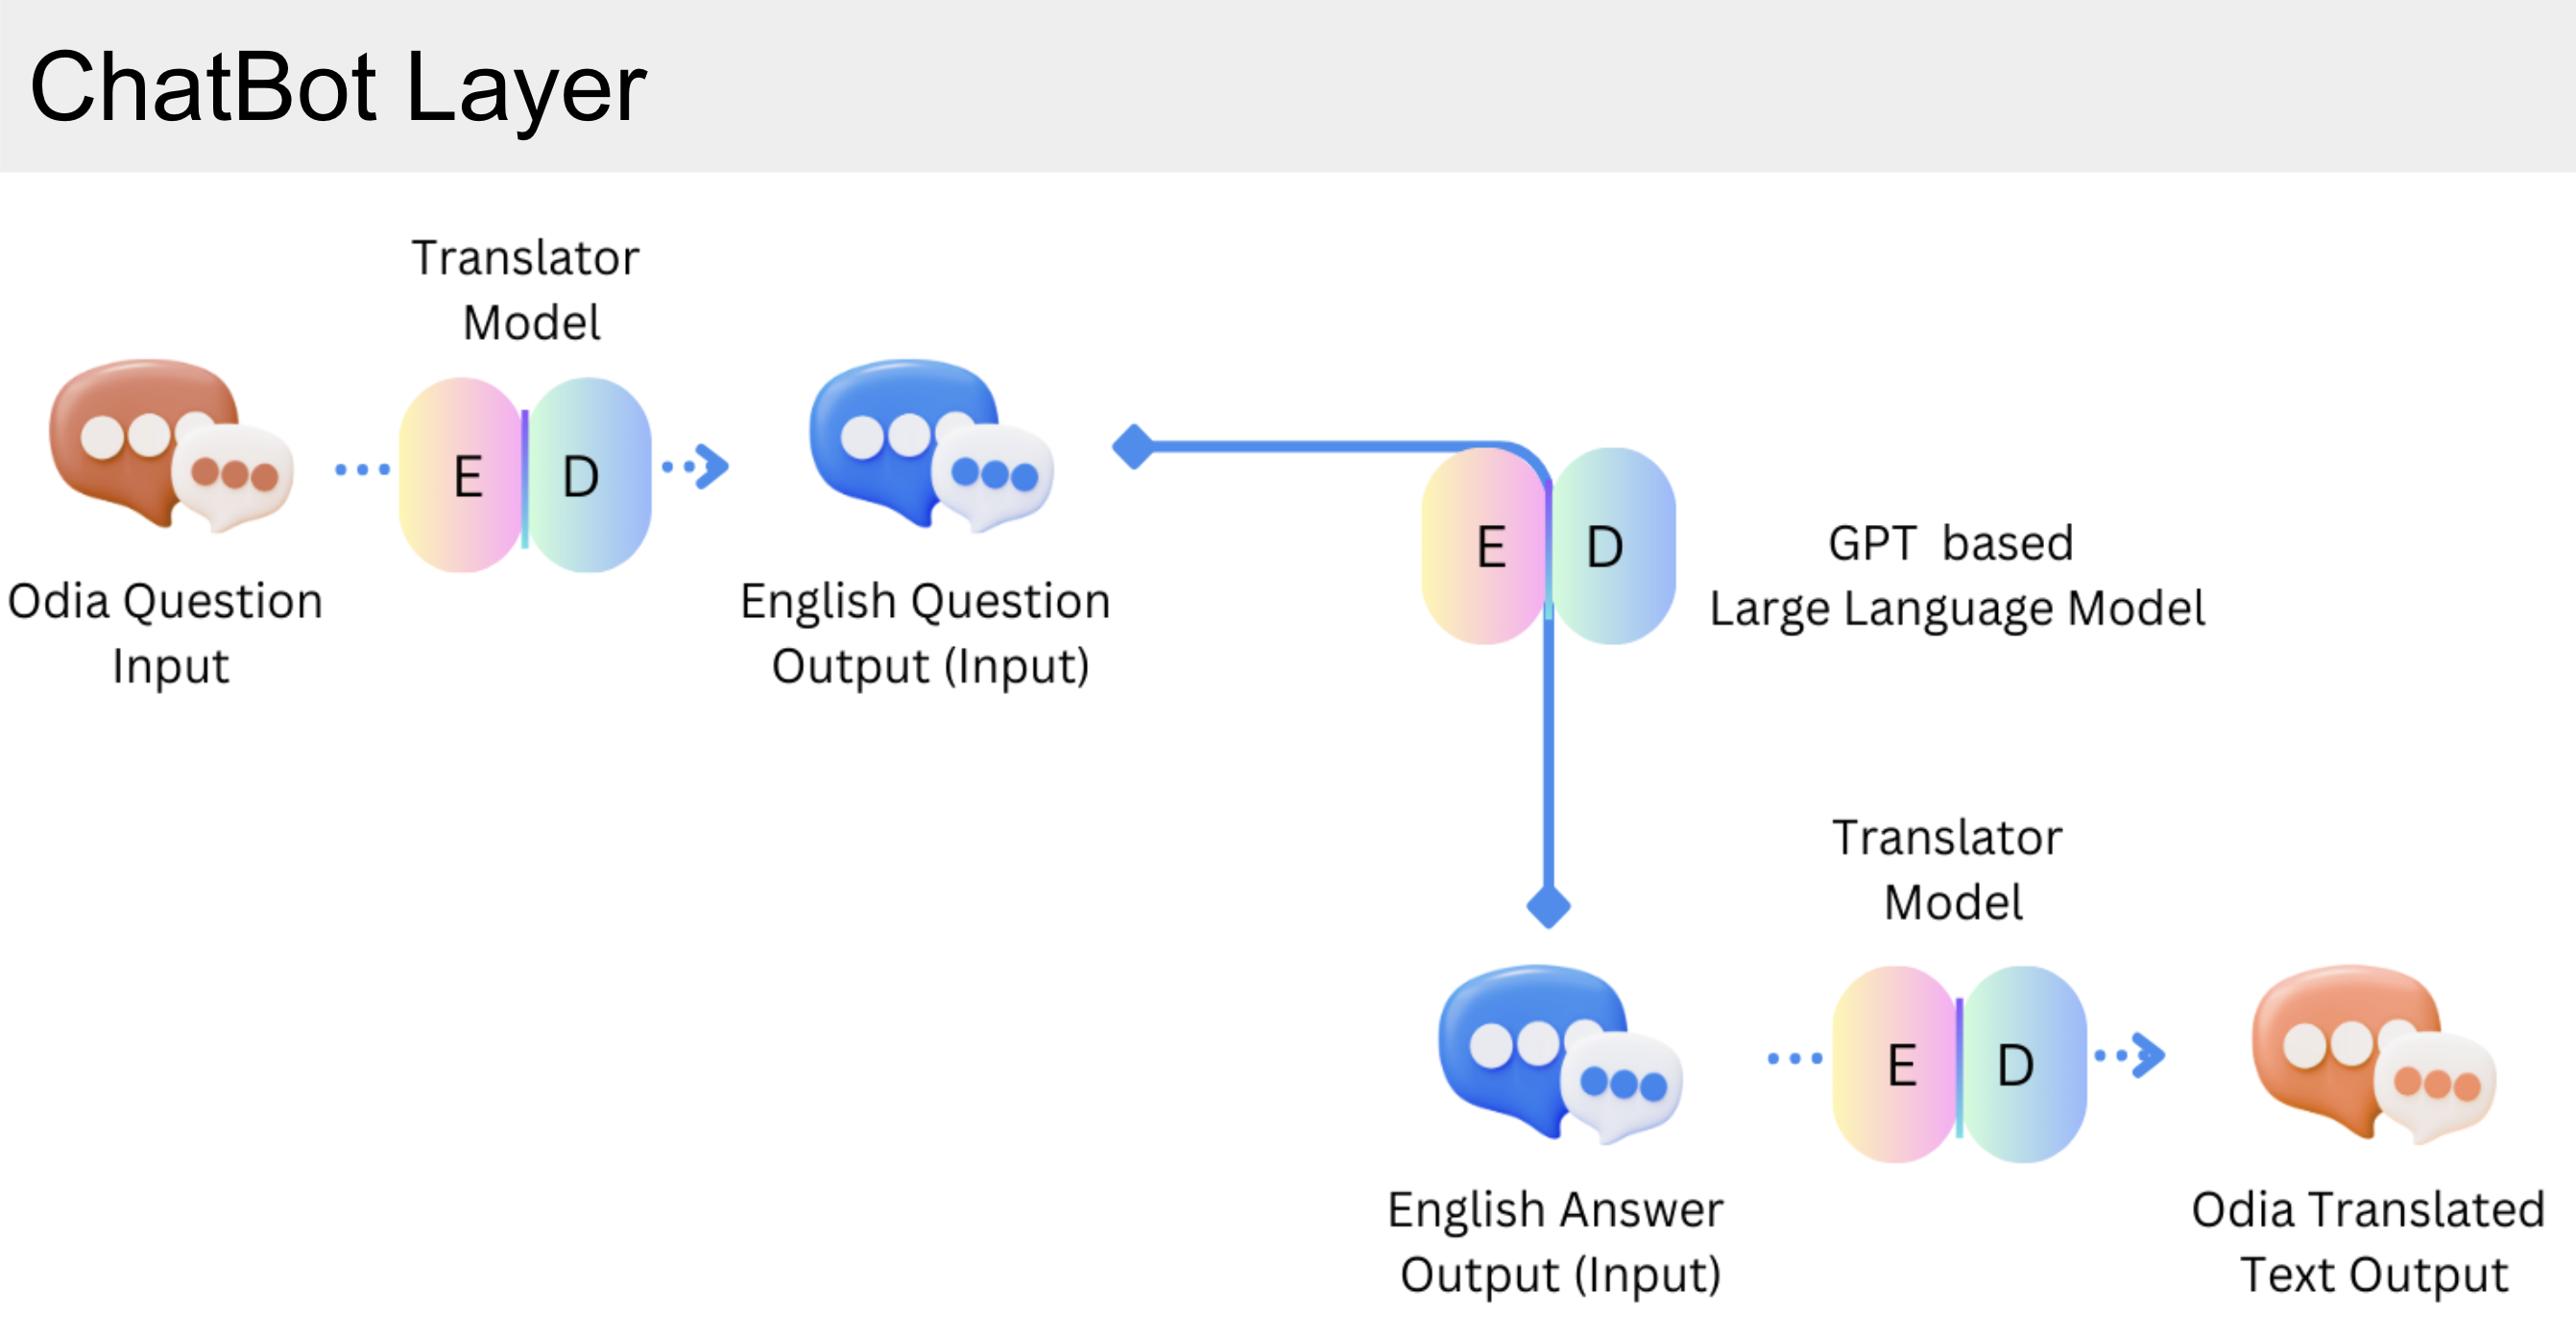 ChatBot Layer
Translator
Model
E D
Odia Question
Input
English Question
Output (Input)
E D
GPT based
Large Language Model
Translator
Model
E D
English Answer
Output (Input)
Odia Translated
Text Output